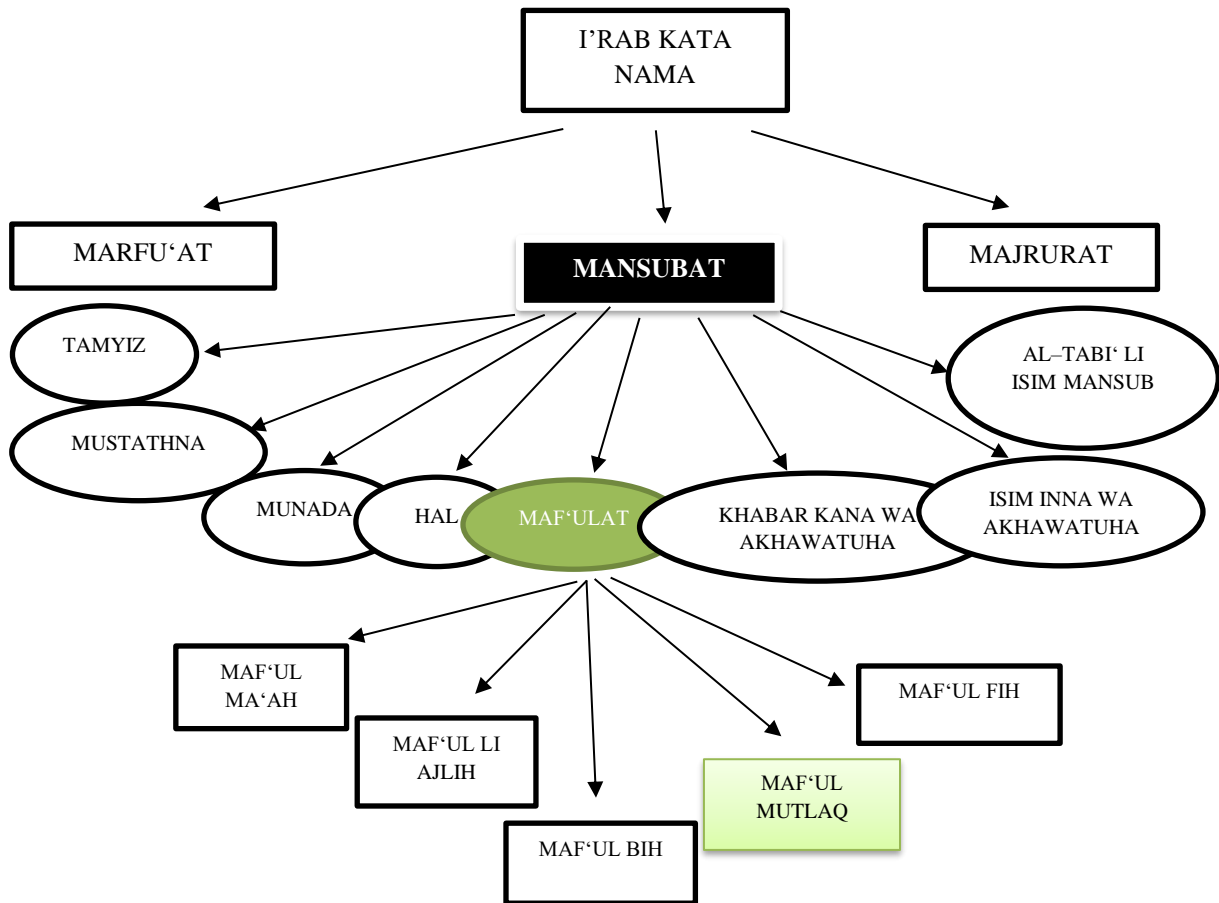 I’RAB KATA
NAMA
MARFU‘AT
MANSUBAT
MAJRURAT
TAMYIZ
MUSTATHNA
MUNADA
HAL
MAF‘ULAT
KHABAR KANA WA
AKHAWATUHA
ISIM INNA WA
AKHAWATUHA
AL–TABI‘ LI
ISIM MANSUB
MAF‘UL
MA‘AH
MAF‘UL LI
AJLIH
MAF‘UL BIH
MAF‘UL
MUTLAQ
MAF‘UL FIH